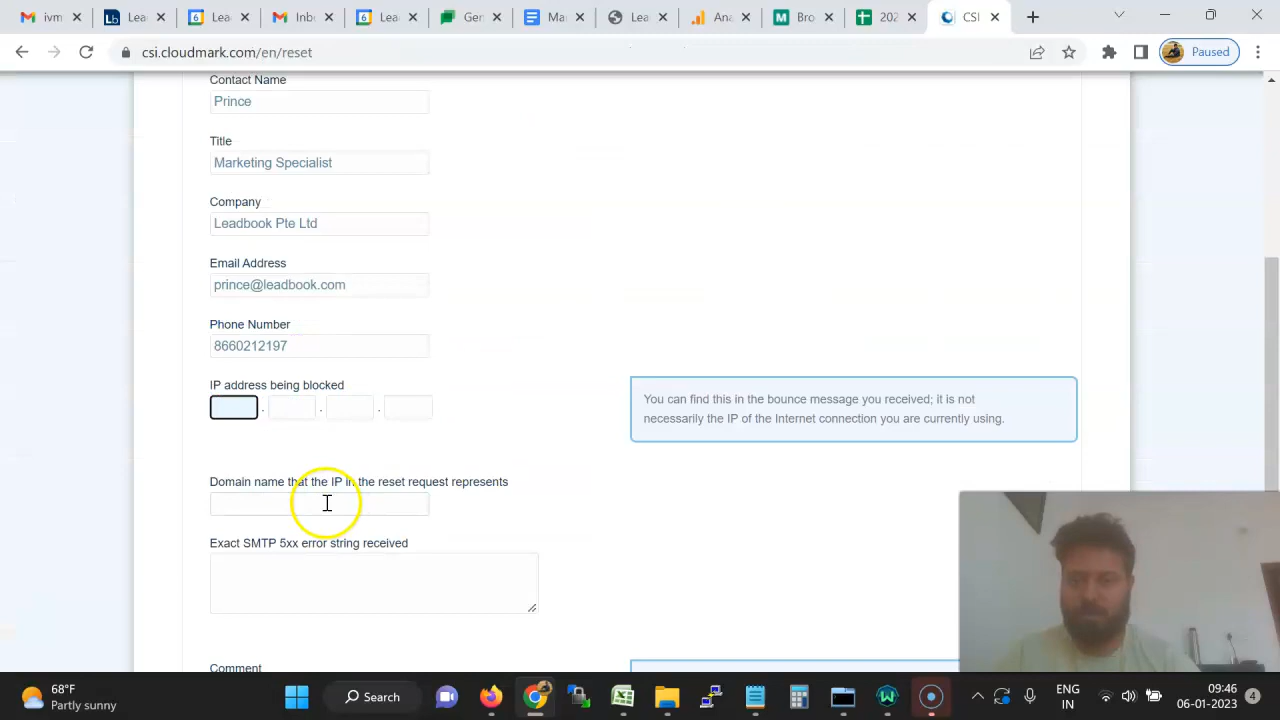 ivm
Lea
Lea
Inb
Lea
Ger
Ma
Lea
Ana
Bro
202
CSI
csi.cloudmark.com/en/reset
Paused
Contact Name
Prince
Title
Marketing Specialist
Company
Leadbook Pte Ltd
Email Address
prince@leadbook.com
Phone Number
8660212197
IP address being blocked
. . .
You can find this in the bounce message you received; it is not
necessarily the IP of the Internet connection you are currently using.
Domain name that the IP in the reset request represents
Exact SMTP 5xx error string received
Comment
68°F
Partly sunny
Search
ENG
IN
09:46
06-01-2023
4